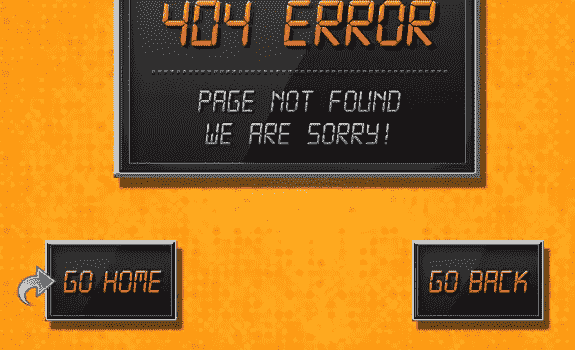 404 ERROR
PAGE NOT FOUND
WE ARE SORRY!
GO HOME
GO BACK